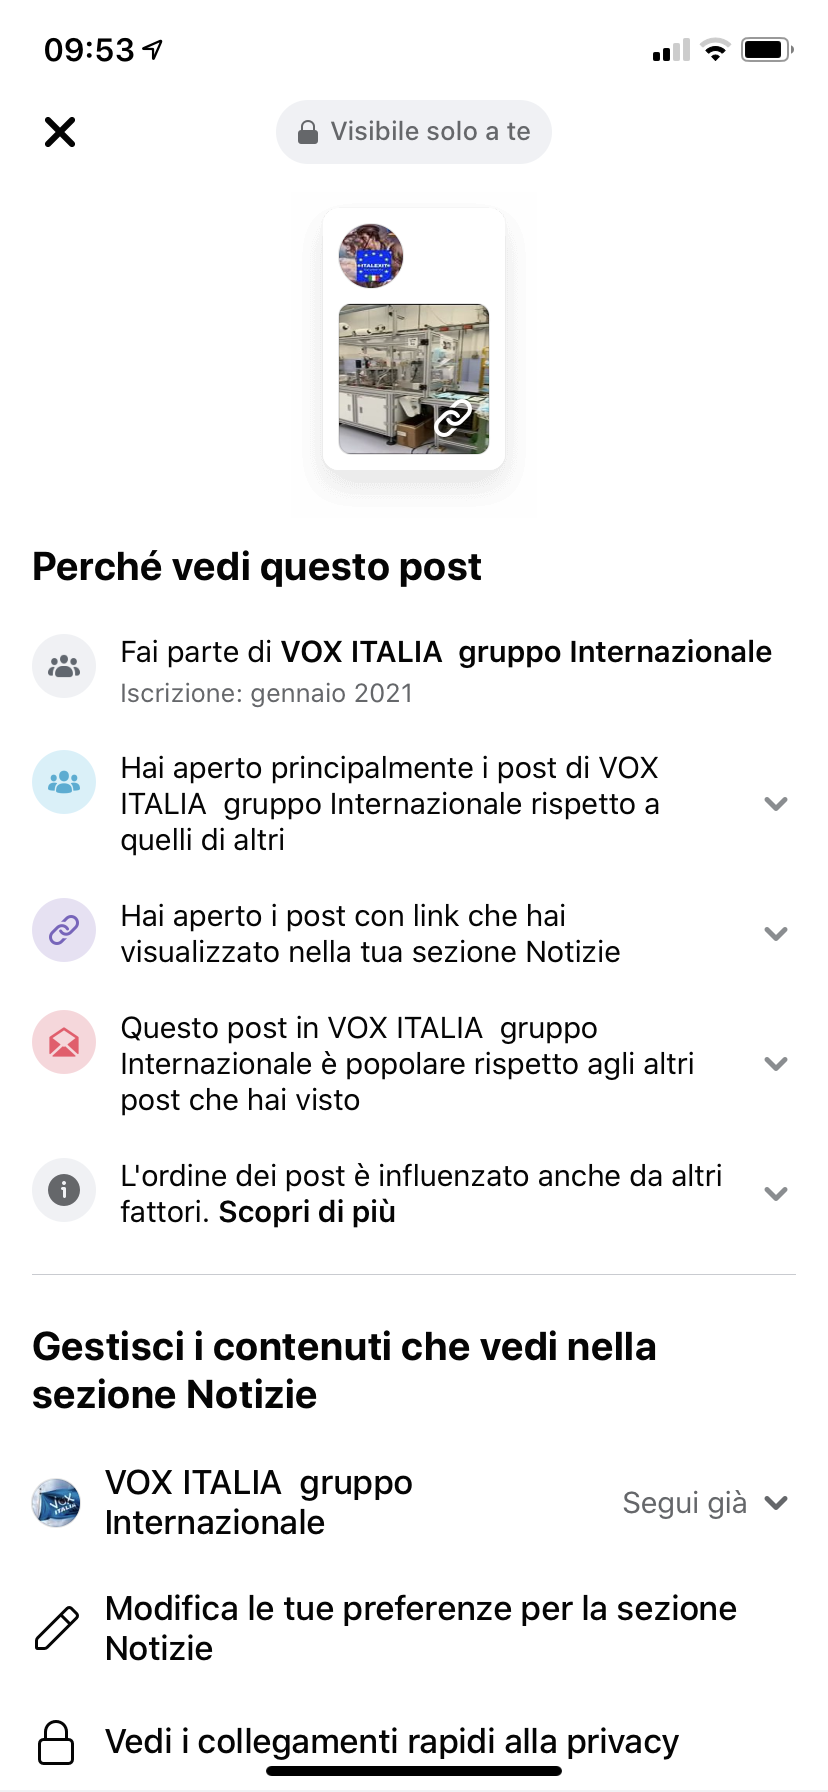 09:53
Visibile solo a te
ITALEXIT
Perché vedi questo post
Fai parte di VOX ITALIA  gruppo Internazionale
Iscrizione: gennaio 2021
Hai aperto principalmente i post di VOX
ITALIA  gruppo Internazionale rispetto a
quelli di altri
Hai aperto i post con link che hai
visualizzato nella tua sezione Notizie
Questo post in VOX ITALIA  gruppo
Internazionale è popolare rispetto agli altri
post che hai visto
L'ordine dei post è influenzato anche da altri
fattori. Scopri di più
Gestisci i contenuti che vedi nella
sezione Notizie
VOX
ITALIA
VOX ITALIA  gruppo
Internazionale
Segui già
Modifica le tue preferenze per la sezione
Notizie
Vedi i collegamenti rapidi alla privacy